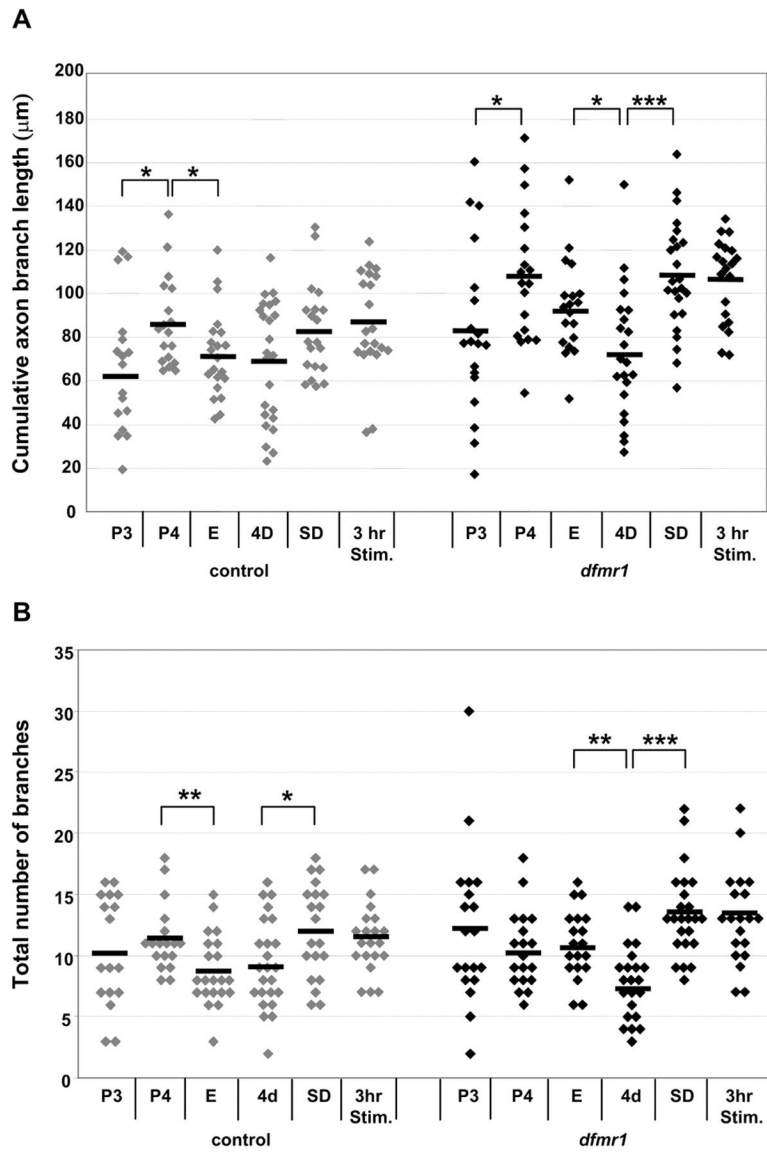 A
Cumulative axon branch length (μm)
200
180
160
140
120
100
80
60
40
20
0
* * * * ***
P3 P4 E 4D SD 3 hr Stim. P3 P4 E 4D SD 3 hr Stim.
control dfmr1
B
Total number of branches
35
30
25
20
15
10
5
0
** * ** ***
P3 P4 E 4d SD 3hr Stim. P3 P4 E 4d SD 3hr Stim.
control dfmr1